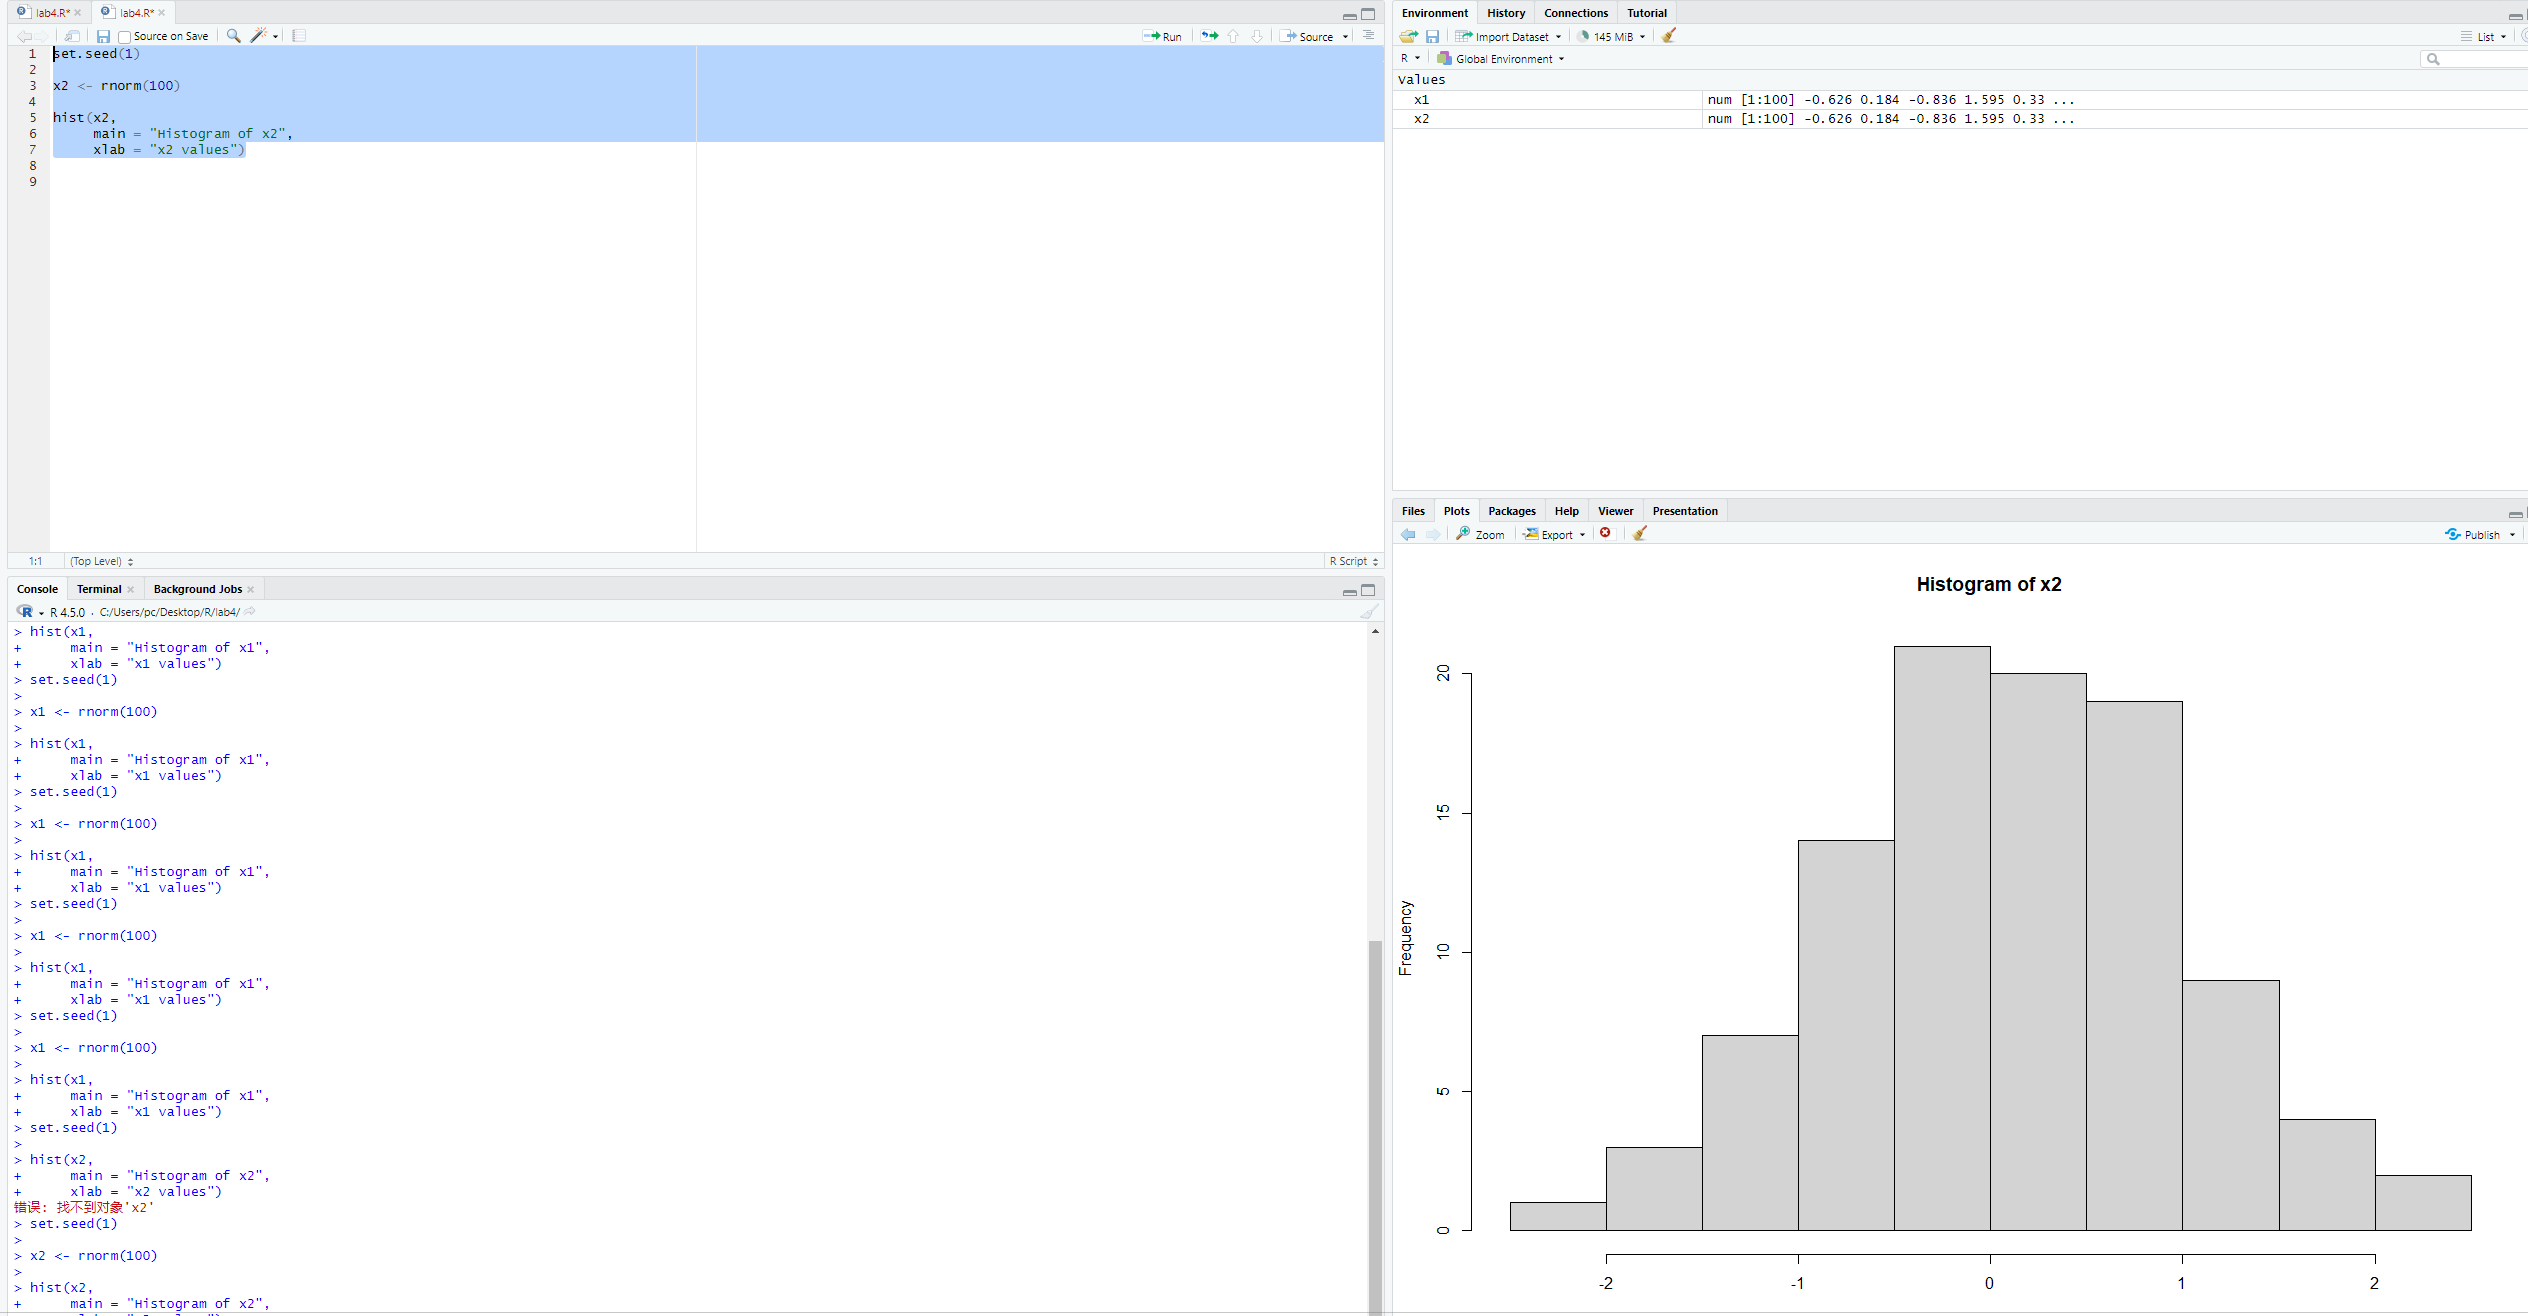 lab4.R*
lab4.R*
Source on Save
Run
Source
1 set.seed(1)
2
3 x2 <- rnorm(100)
4
5 hist(x2,
6      main = "Histogram of x2",
7      xlab = "x2 values")
8
9
1:1 (Top Level)
R Script
Console Terminal Background Jobs
R 4.5.0 · C:/Users/pc/Desktop/R/lab4/
> hist(x1,
+      main = "Histogram of x1",
+      xlab = "x1 values")
> set.seed(1)
>
> x1 <- rnorm(100)
>
> hist(x1,
+      main = "Histogram of x1",
+      xlab = "x1 values")
> set.seed(1)
>
> x1 <- rnorm(100)
>
> hist(x1,
+      main = "Histogram of x1",
+      xlab = "x1 values")
> set.seed(1)
>
> x1 <- rnorm(100)
>
> hist(x1,
+      main = "Histogram of x1",
+      xlab = "x1 values")
> set.seed(1)
>
> x1 <- rnorm(100)
>
> hist(x1,
+      main = "Histogram of x1",
+      xlab = "x1 values")
> set.seed(1)
>
> hist(x2,
+      main = "Histogram of x2",
+      xlab = "x2 values")
错误: 找不到对象'x2'
> set.seed(1)
>
> x2 <- rnorm(100)
>
> hist(x2,
+      main = "Histogram of x2",
Environment History Connections Tutorial
Import Dataset 145 MiB List
R Global Environment
Values
x1 num [1:100] -0.626 0.184 -0.836 1.595 0.33 ...
x2 num [1:100] -0.626 0.184 -0.836 1.595 0.33 ...
Files Plots Packages Help Viewer Presentation
Zoom Export Publish
Histogram of x2
Frequency
20
15
10
5
0
-2 -1 0 1 2